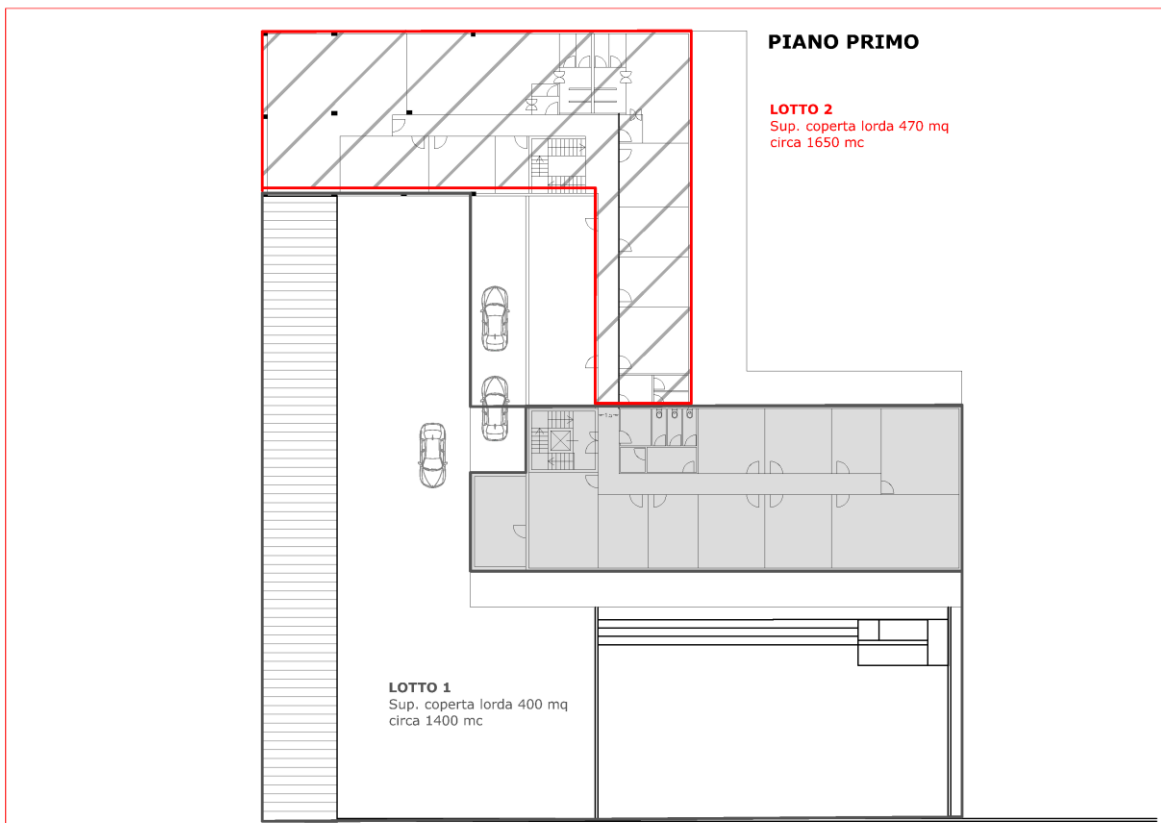 PIANO PRIMO
LOTTO 2
Sup. coperta lorda 470 mq
circa 1650 mc
LOTTO 1
Sup. coperta lorda 400 mq
circa 1400 mc